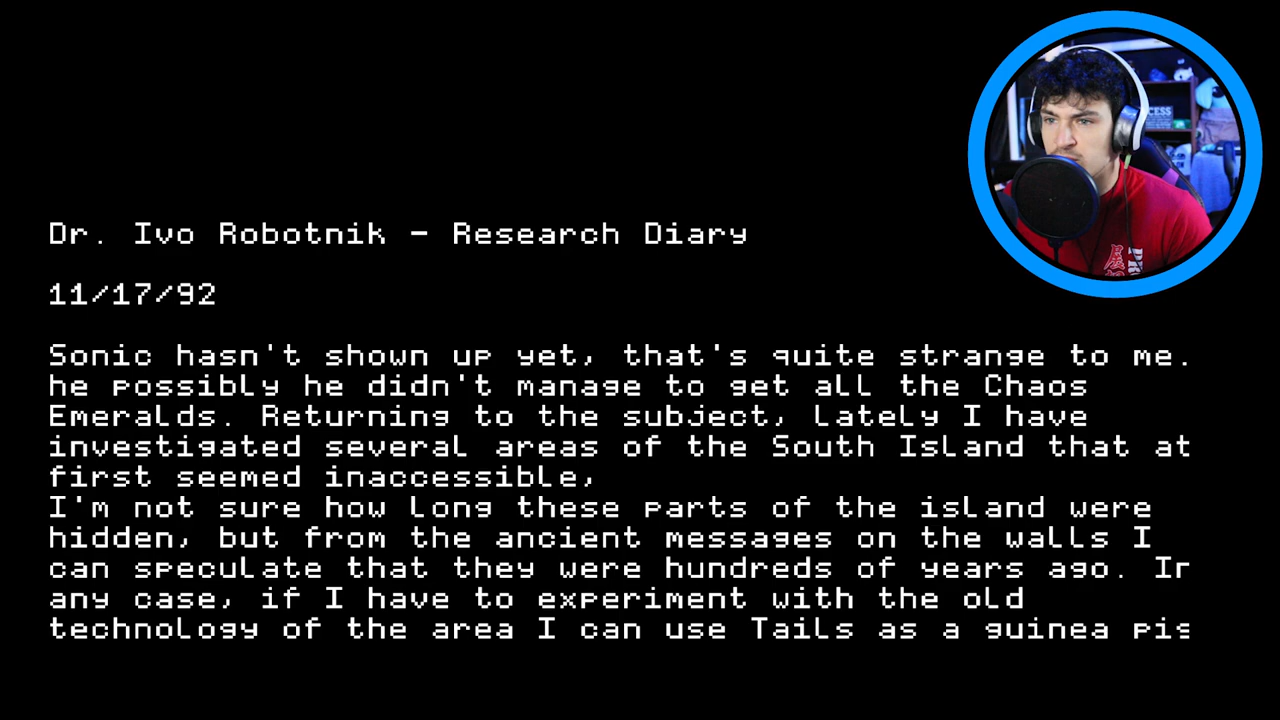 Dr. Ivo Robotnik - Research Diary
11/17/92
Sonic hasn't shown up yet, that's quite strange to me.
he possibly he didn't manage to get all the Chaos
Emeralds. Returning to the subject, lately I have
investigated several areas of the South Island that at
first seemed inaccessible,
I'm not sure how long these parts of the island were
hidden, but from the ancient messages on the walls I
can speculate that they were hundreds of years ago. In
any case, if I have to experiment with the old
technology of the area I can use Tails as a guinea pig